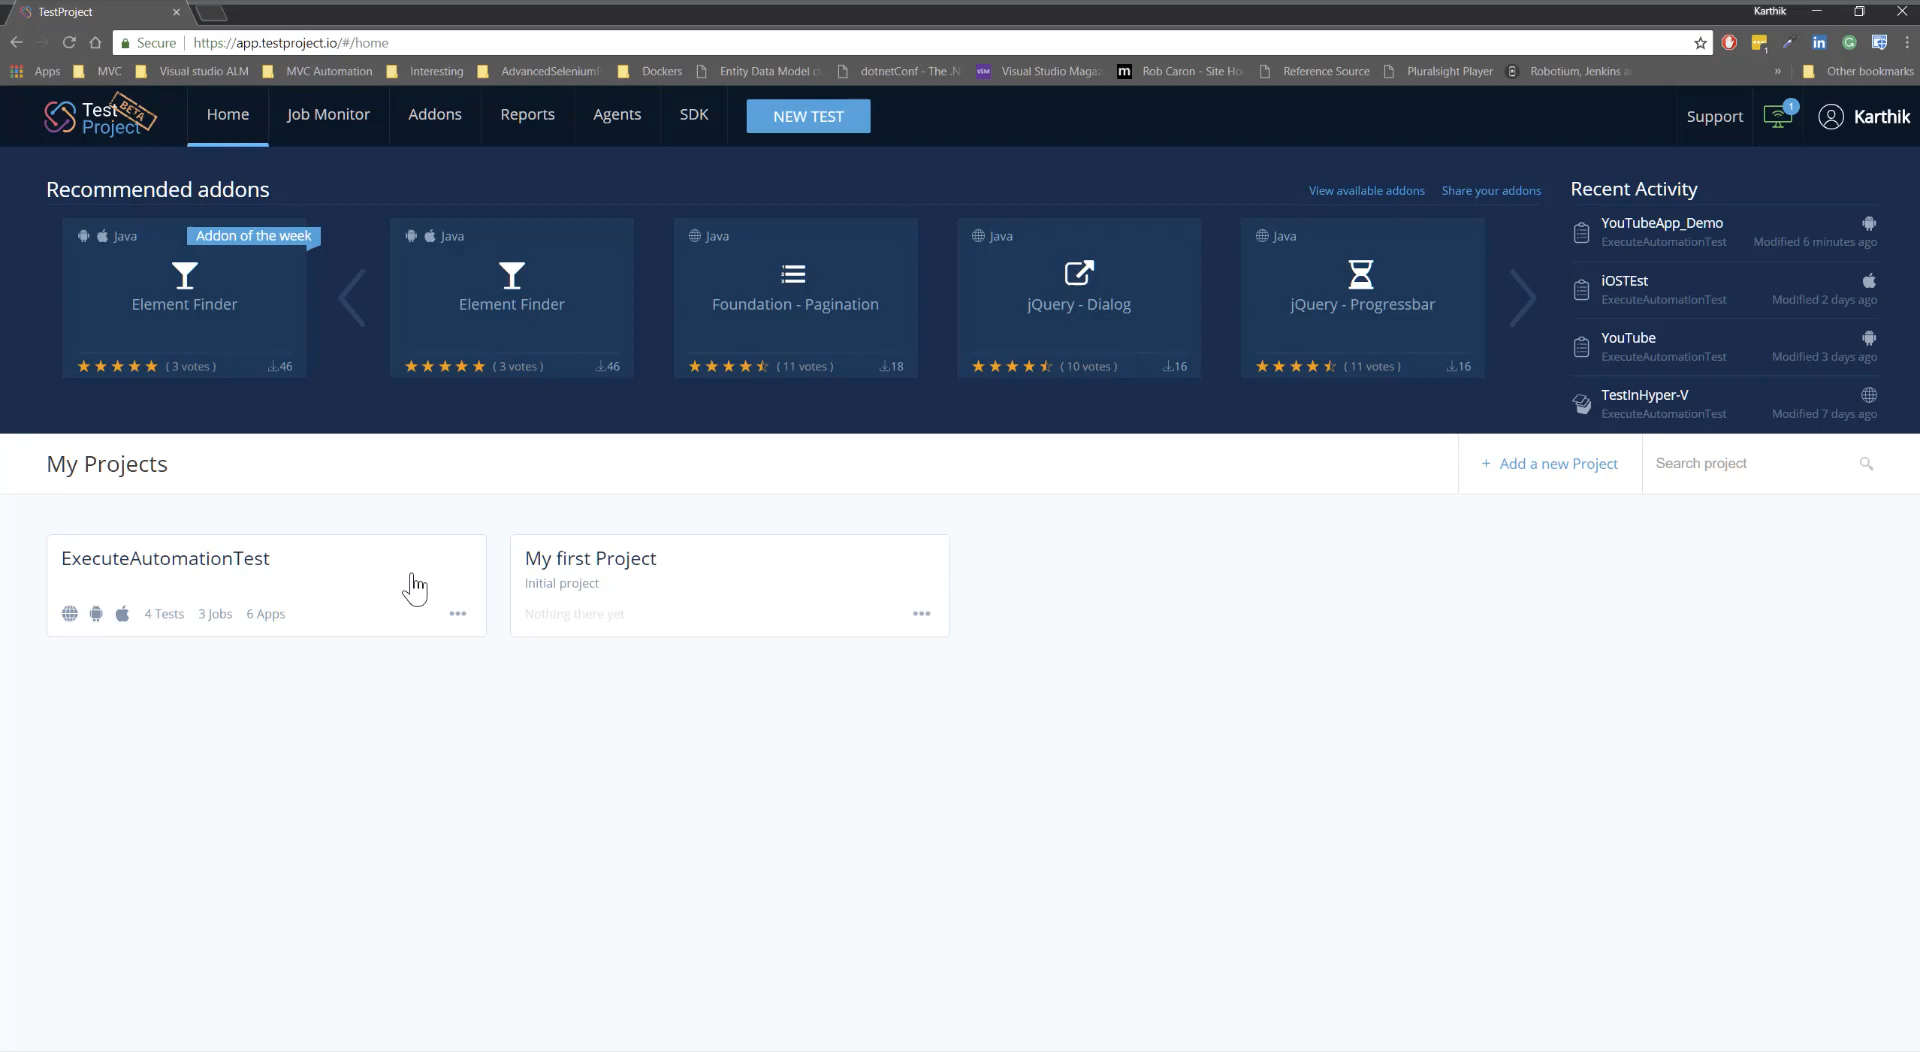 TestProject
Karthik
Secure
https://app.testproject.io/#/home
Apps
MVC
Visual studio ALM
MVC Automation
Interesting
AdvancedSelenium
Dockers
Entity Data Model
dotnetConf - The .N
Visual Studio Maga
Rob Caron - Site Ho
Reference Source
Pluralsight Player
Robotium, Jenkins a
»
Other bookmarks
Test Project
BETA
Home
Job Monitor
Addons
Reports
Agents
SDK
NEW TEST
Support
1
Karthik
Recommended addons
View available addons
Share your addons
Java
Addon of the week
Element Finder
( 3 votes )
46
Java
Element Finder
( 3 votes )
46
Java
Foundation - Pagination
( 11 votes )
18
Java
jQuery - Dialog
( 10 votes )
16
Java
jQuery - Progressbar
( 11 votes )
16
Recent Activity
YouTubeApp_Demo
ExecuteAutomationTest
Modified 6 minutes ago
iOSTEst
ExecuteAutomationTest
Modified 2 days ago
YouTube
ExecuteAutomationTest
Modified 3 days ago
TestInHyper-V
ExecuteAutomationTest
Modified 7 days ago
My Projects
+ Add a new Project
Search project
ExecuteAutomationTest
4 Tests 3 Jobs 6 Apps
My first Project
Initial project
Nothing there yet